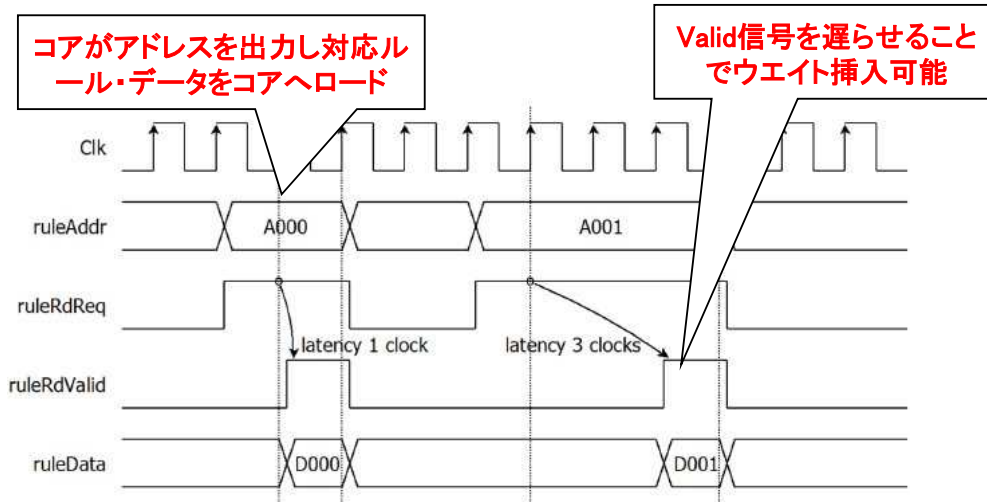 コアがアドレスを出力し対応ル
ール・データをコアへロード
Valid信号を遅らせること
でウエイト挿入可能
Clk
ruleAddr
A000
A001
ruleRdReq
latency 1 clock
latency 3 clocks
ruleRdValid
ruleData
D000
D001